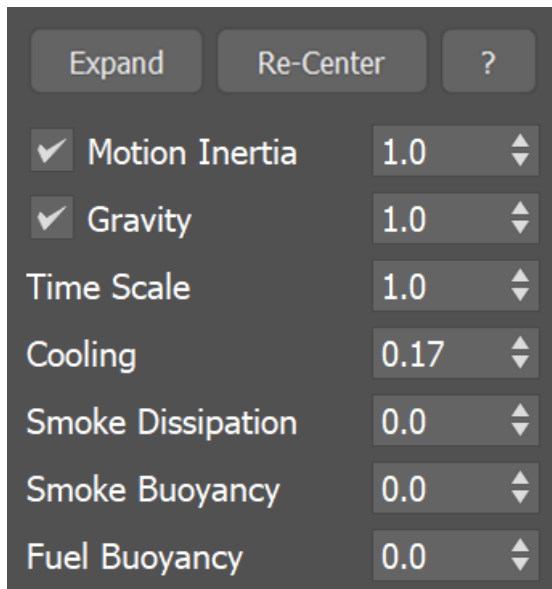 Expand Re-Center ?
Motion Inertia 1.0
Gravity 1.0
Time Scale 1.0
Cooling 0.17
Smoke Dissipation 0.0
Smoke Buoyancy 0.0
Fuel Buoyancy 0.0